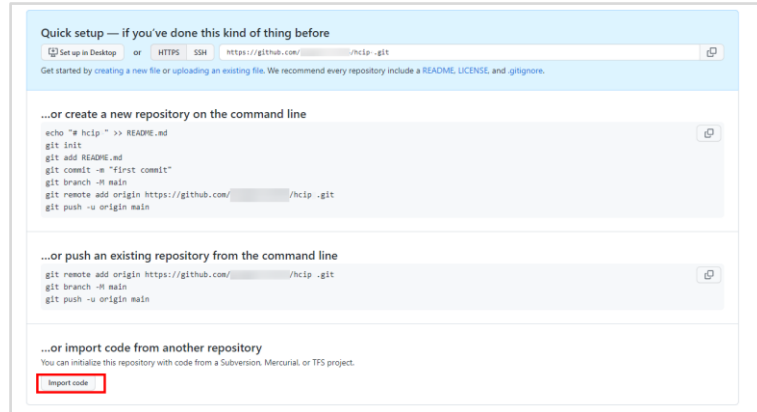 Quick setup — if you've done this kind of thing before
Set up in Desktop or HTTPS SSH https://github.com/ /hcip-.git
Get started by creating a new file or uploading an existing file. We recommend every repository include a README, LICENSE, and .gitignore.
...or create a new repository on the command line
echo "# hcip " >> README.md
git init
git add README.md
git commit -m "first commit"
git branch -M main
git remote add origin https://github.com/ /hcip .git
git push -u origin main
...or push an existing repository from the command line
git remote add origin https://github.com/ /hcip .git
git branch -M main
git push -u origin main
...or import code from another repository
You can initialize this repository with code from a Subversion, Mercurial, or TFS project.
Import code